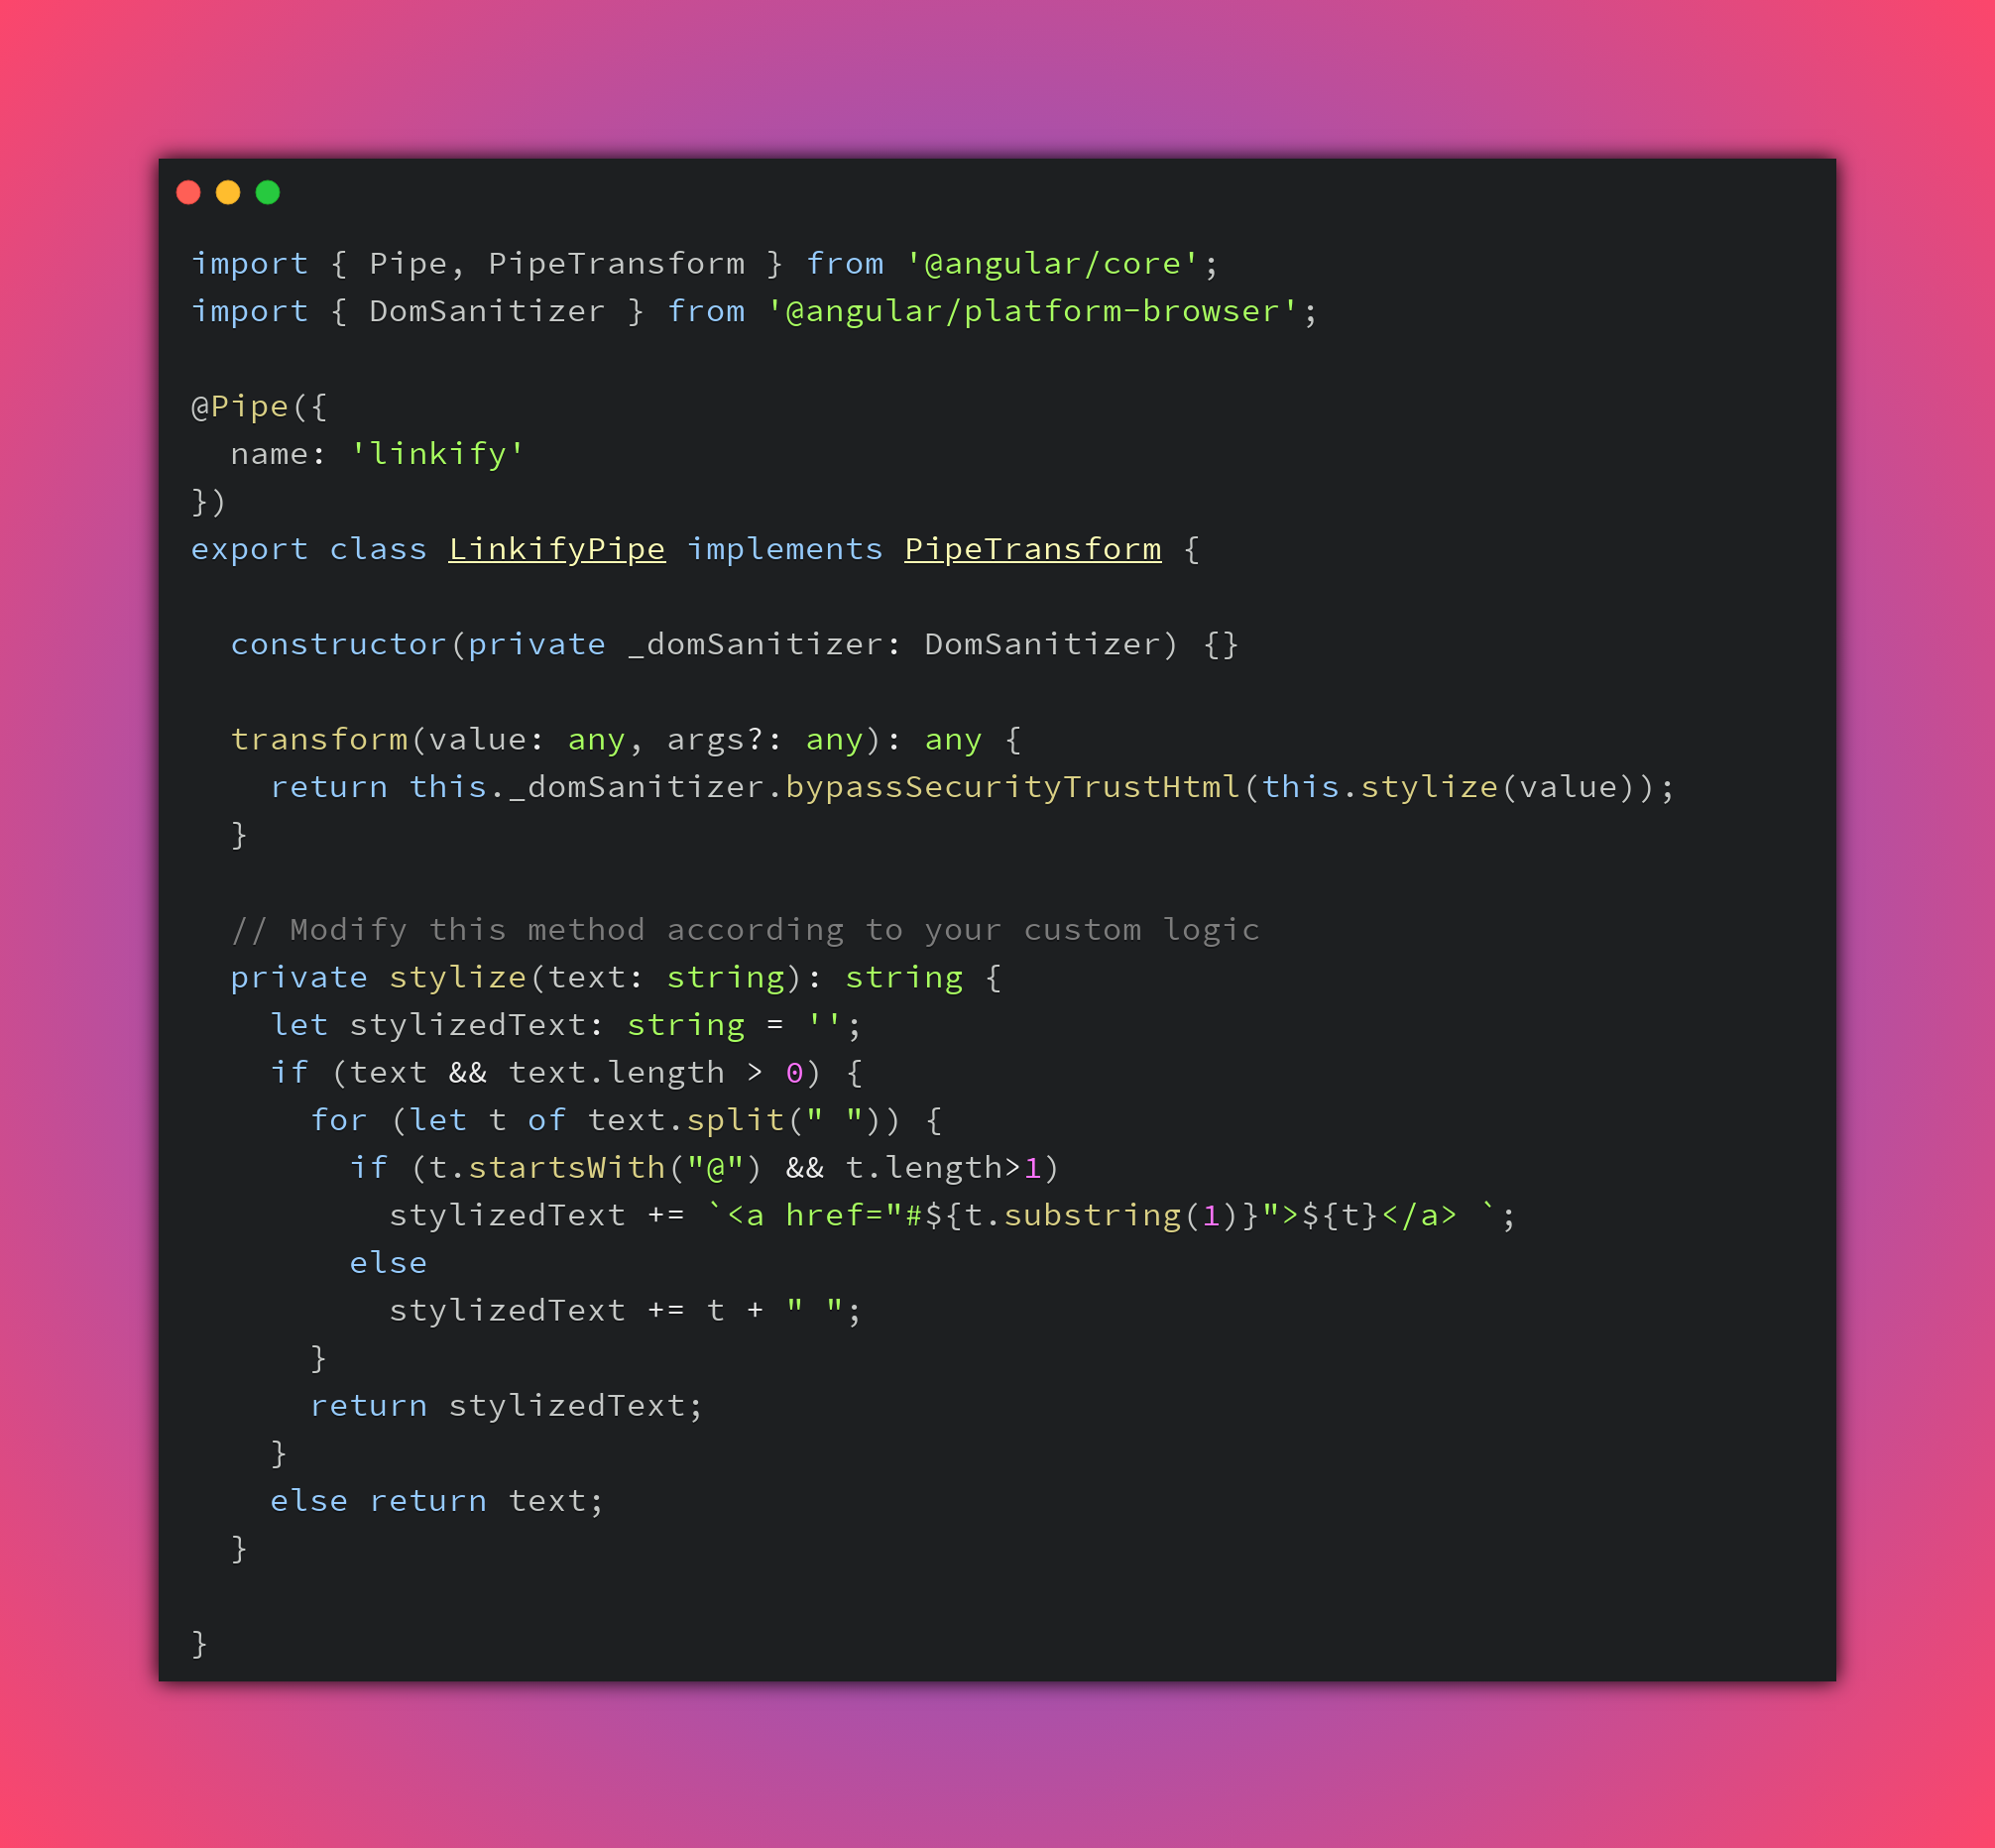 import { Pipe, PipeTransform } from '@angular/core';
import { DomSanitizer } from '@angular/platform-browser';

@Pipe({
  name: 'linkify'
})
export class LinkifyPipe implements PipeTransform {

  constructor(private _domSanitizer: DomSanitizer) {}

  transform(value: any, args?: any): any {
    return this._domSanitizer.bypassSecurityTrustHtml(this.stylize(value));
  }

  // Modify this method according to your custom logic
  private stylize(text: string): string {
    let stylizedText: string = '';
    if (text && text.length > 0) {
      for (let t of text.split(" ")) {
        if (t.startsWith("@") && t.length>1)
          stylizedText += `<a href="#${t.substring(1)}">${t}</a> `;
        else
          stylizedText += t + " ";
      }
      return stylizedText;
    }
    else return text;
  }

}